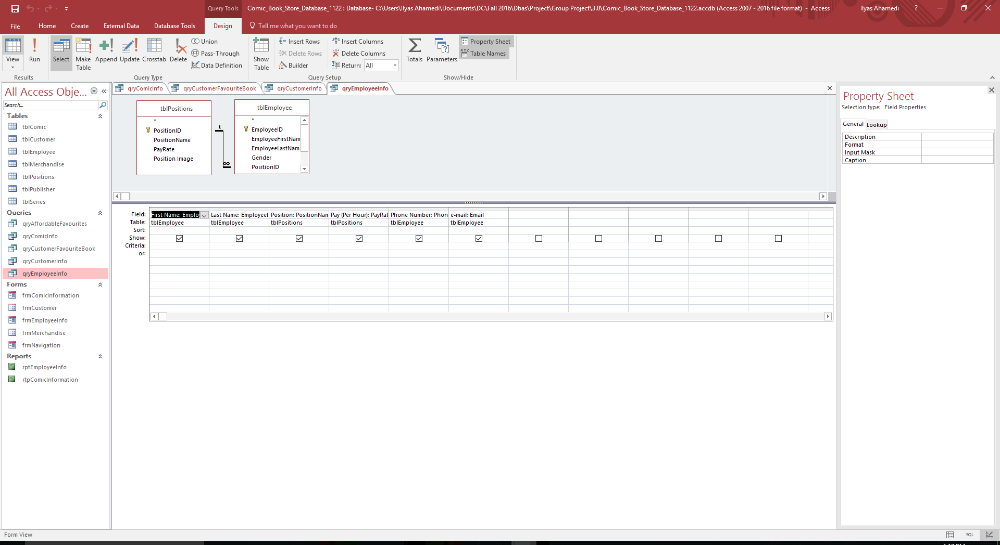 Query Tools
Comic_Book_Store_Database_1122 : Database- C:\Users\Ilyas Ahamedi\Documents\DC\Fall 2016\Dbas\Project\Group Project\3.0\Comic_Book_Store_Database_1122.accdb (Access 2007 - 2016 file format) - Access
Ilyas Ahamedi
?
File Home Create External Data Database Tools Design Tell me what you want to do
View
Run
Results
Select
Make Table
Append
Update
Crosstab
Delete
Union
Pass-Through
Data Definition
Query Type
Show Table
Insert Rows
Delete Rows
Builder
Insert Columns
Delete Columns
Return: All
Query Setup
Totals
Parameters
Property Sheet
Table Names
Show/Hide
All Access Obje...
Search...
Tables
tblComic
tblCustomer
tblEmployee
tblMerchandise
tblPositions
tblPublisher
tblSeries
Queries
qryAffordableFavourites
qryComicInfo
qryCustomerFavouriteBook
qryCustomerInfo
qryEmployeeInfo
Forms
frmComicInformation
frmCustomer
frmEmployeeInfo
frmMerchandise
frmNavigation
Reports
rptEmployeeInfo
rtpComicInformation
qryComicInfo qryCustomerFavouriteBook qryCustomerInfo qryEmployeeInfo
tblPositions
*
PositionID
PositionName
PayRate
Position Image
1
∞
tblEmployee
*
EmployeeID
EmployeeFirstNam
EmployeeLastNam
Gender
PositionID
Field: First Name: Emplo Last Name: EmployeeL Position: PositionNam Pay (Per Hour): PayRat Phone Number: Phon e-mail: Email
Table: tblEmployee tblEmployee tblPositions tblPositions tblEmployee tblEmployee
Sort:
Show:
Criteria:
or:
Property Sheet
Selection type: Field Properties
General Lookup
Description
Format
Input Mask
Caption
Form View
SQL